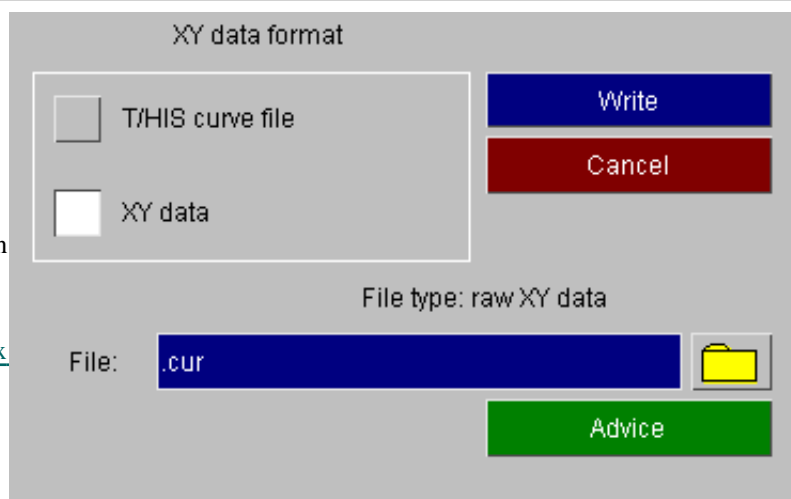 XY data format
T/HIS curve file
Write
Cancel
XY data
n
File type: raw XY data
x
File: .cur
Advice